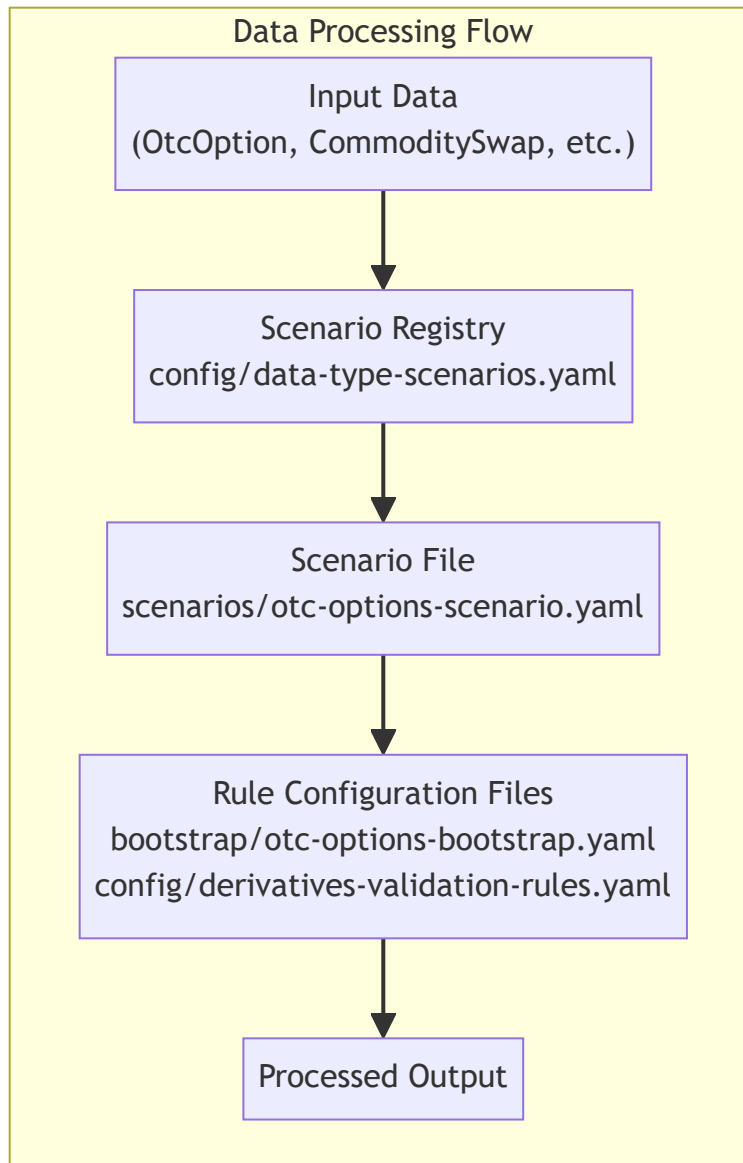 Data Processing Flow
Input Data
(OtcOption, CommoditySwap, etc.)
Scenario Registry
config/data-type-scenarios.yaml
Scenario File
scenarios/otc-options-scenario.yaml
Rule Configuration Files
bootstrap/otc-options-bootstrap.yaml
config/derivatives-validation-rules.yaml
Processed Output